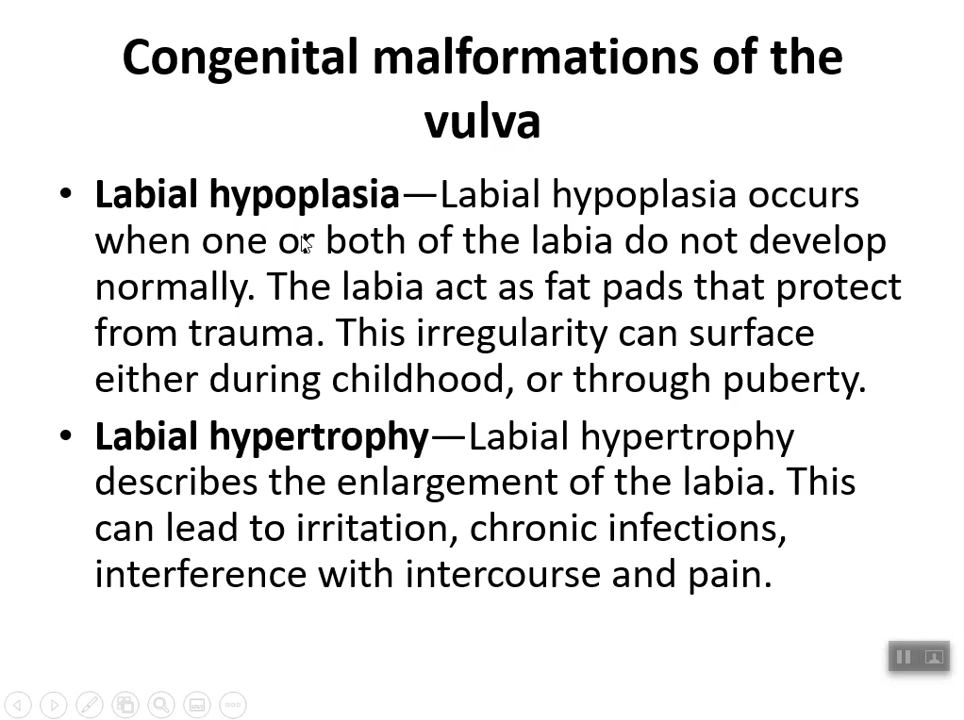 Congenital malformations of the
vulva
• Labial hypoplasia—Labial hypoplasia occurs
when one or both of the labia do not develop
normally. The labia act as fat pads that protect
from trauma. This irregularity can surface
either during childhood, or through puberty.
• Labial hypertrophy—Labial hypertrophy
describes the enlargement of the labia. This
can lead to irritation, chronic infections,
interference with intercourse and pain.